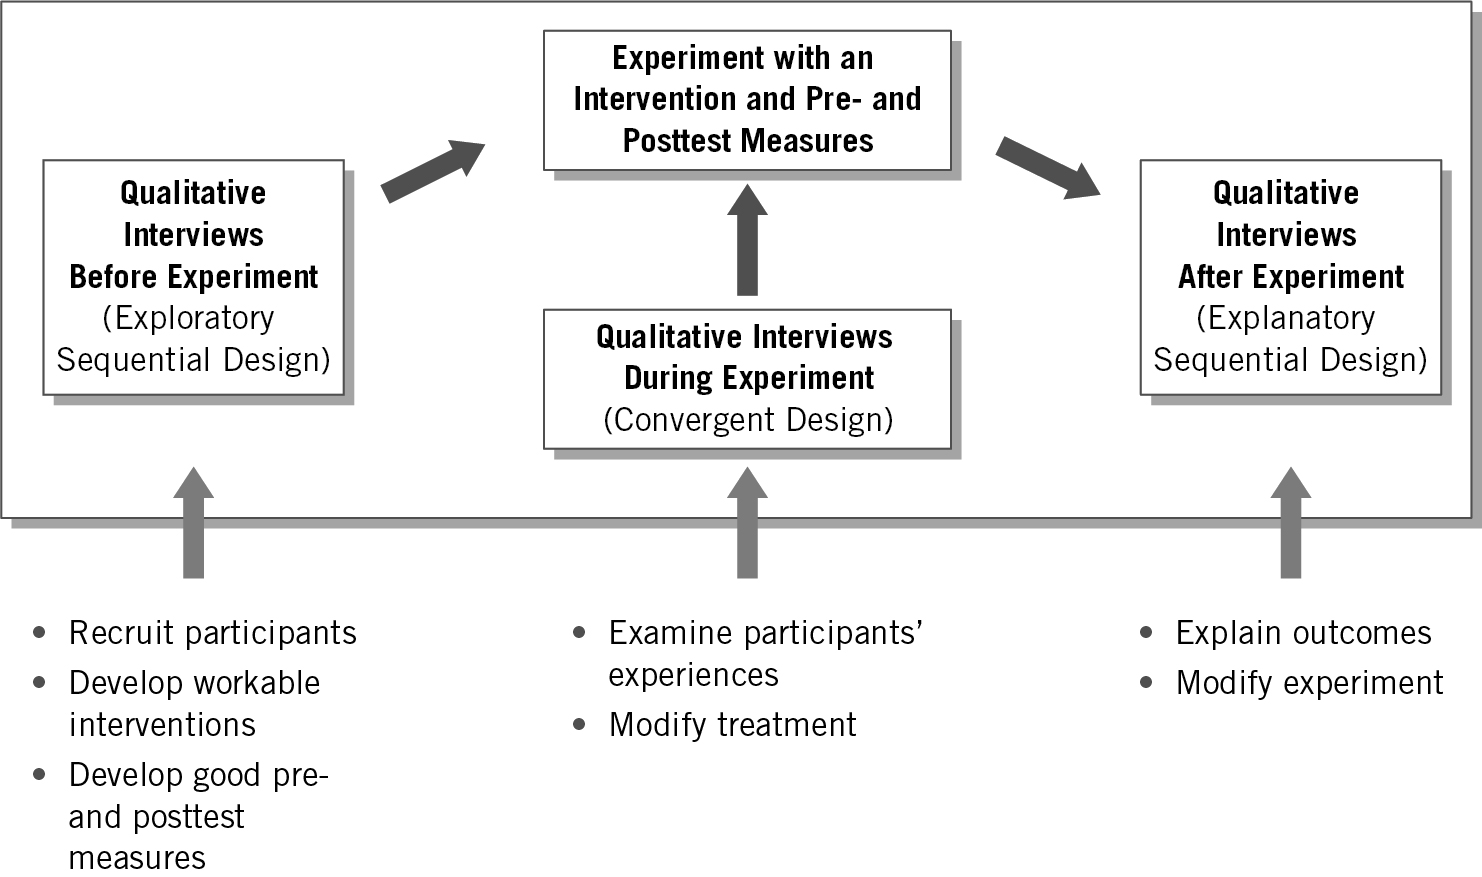 Experiment with an
Intervention and Pre- and
Posttest Measures
Qualitative
Interviews
Before Experiment
(Exploratory
Sequential Design)
Qualitative Interviews
During Experiment
(Convergent Design)
Qualitative
Interviews
After Experiment
(Explanatory
Sequential Design)
• Recruit participants
• Develop workable
interventions
• Develop good pre-
and posttest
measures
• Examine participants’
experiences
• Modify treatment
• Explain outcomes
• Modify experiment